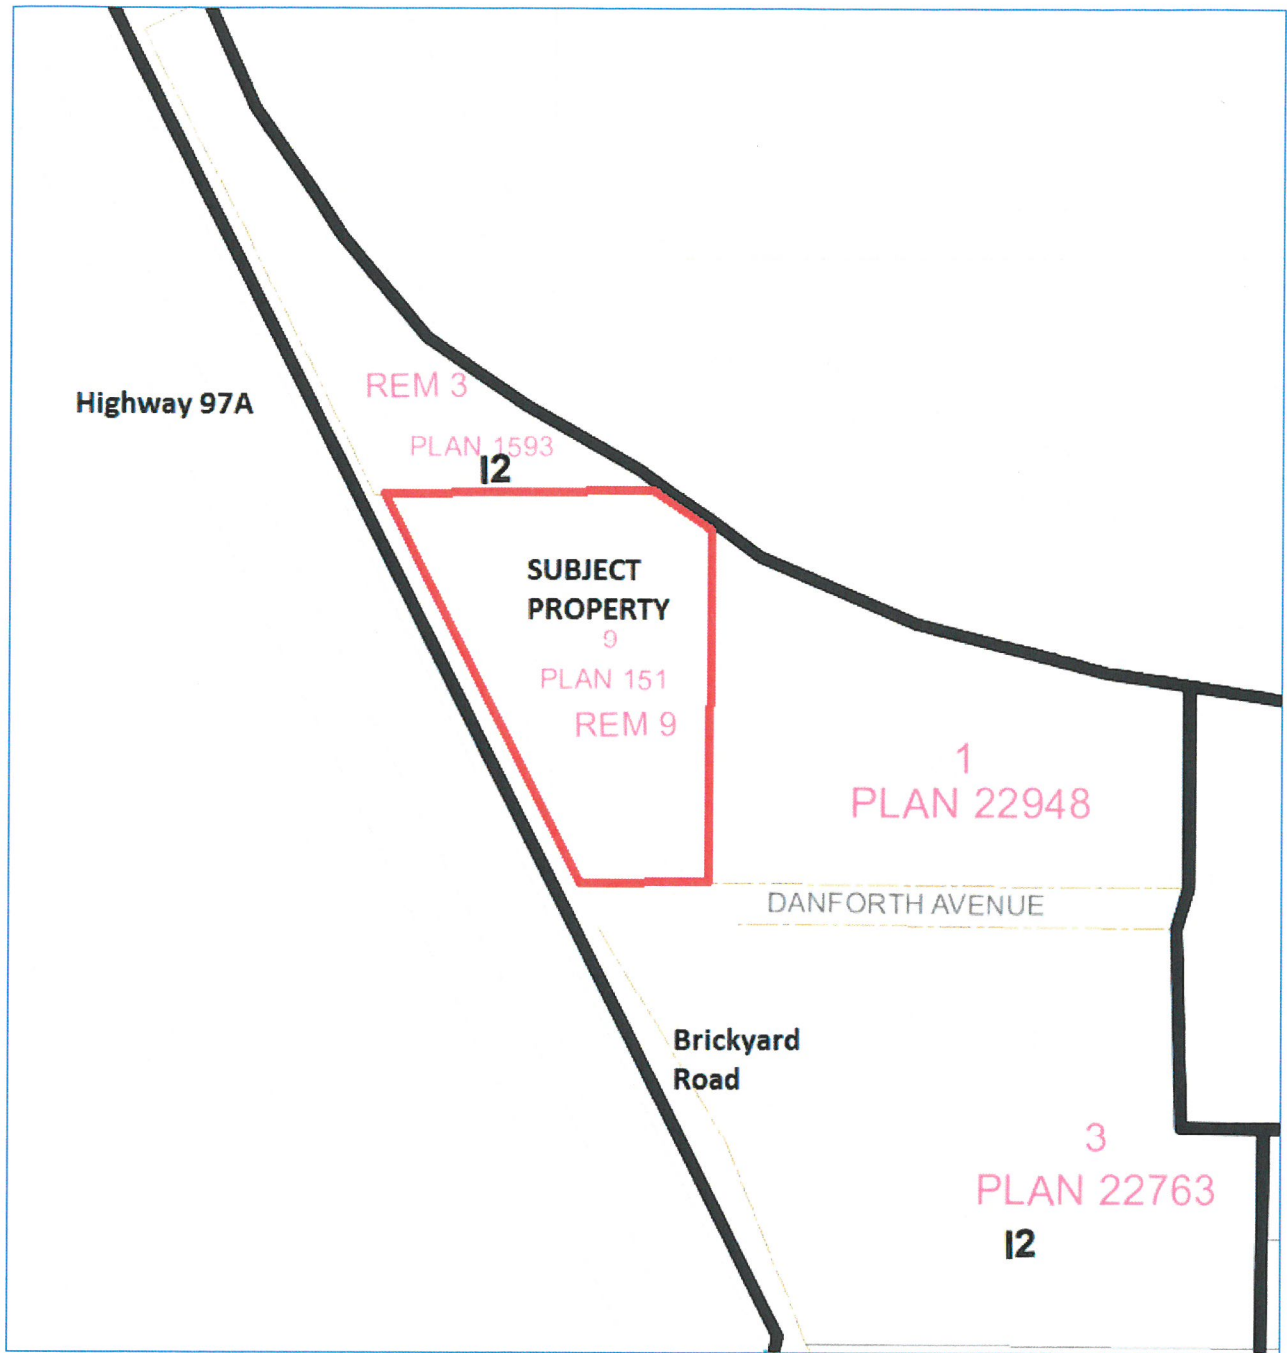 REM 3
Highway 97A
PLAN 1593
I2
SUBJECT
PROPERTY
9
PLAN 151
REM 9
1
PLAN 22948
DANFORTH AVENUE
Brickyard
Road
3
PLAN 22763
I2